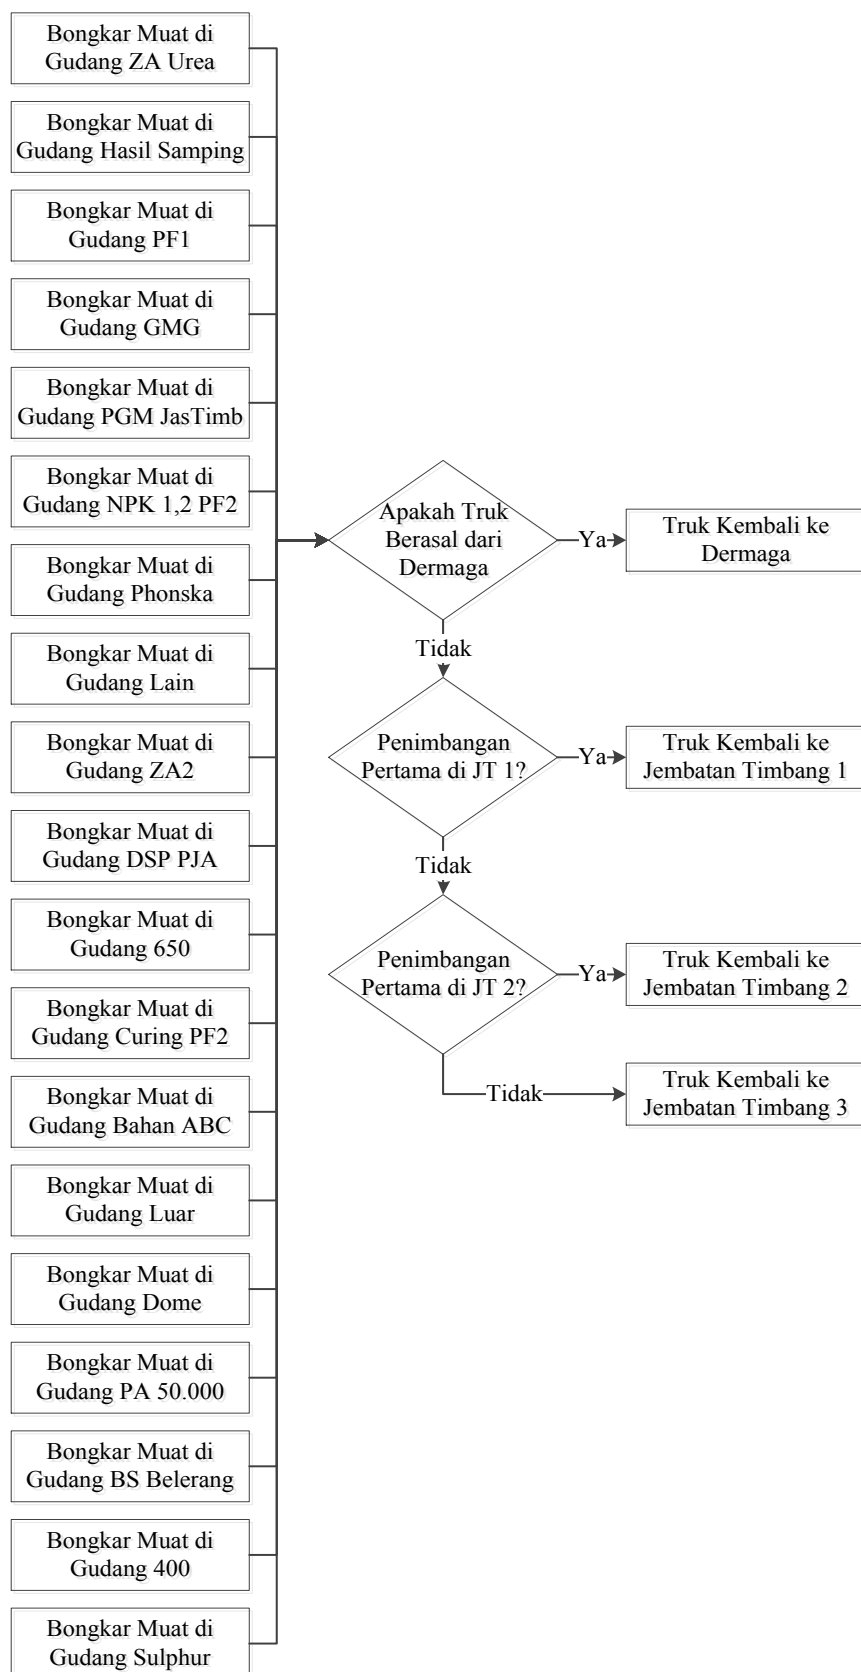 Bongkar Muat di
Gudang ZA Urea
Bongkar Muat di
Gudang Hasil Samping
Bongkar Muat di
Gudang PF1
Bongkar Muat di
Gudang GMG
Bongkar Muat di
Gudang PGM JasTimb
Bongkar Muat di
Gudang NPK 1,2 PF2
Bongkar Muat di
Gudang Phonska
Bongkar Muat di
Gudang Lain
Bongkar Muat di
Gudang ZA2
Bongkar Muat di
Gudang DSP PJA
Bongkar Muat di
Gudang 650
Bongkar Muat di
Gudang Curing PF2
Bongkar Muat di
Gudang Bahan ABC
Bongkar Muat di
Gudang Luar
Bongkar Muat di
Gudang Dome
Bongkar Muat di
Gudang PA 50.000
Bongkar Muat di
Gudang BS Belerang
Bongkar Muat di
Gudang 400
Bongkar Muat di
Gudang Sulphur
Apakah Truk
Berasal dari
Dermaga
Ya
Truk Kembali ke
Dermaga
Tidak
Penimbangan
Pertama di JT 1?
Ya
Truk Kembali ke
Jembatan Timbang 1
Tidak
Penimbangan
Pertama di JT 2?
Ya
Truk Kembali ke
Jembatan Timbang 2
Tidak
Truk Kembali ke
Jembatan Timbang 3